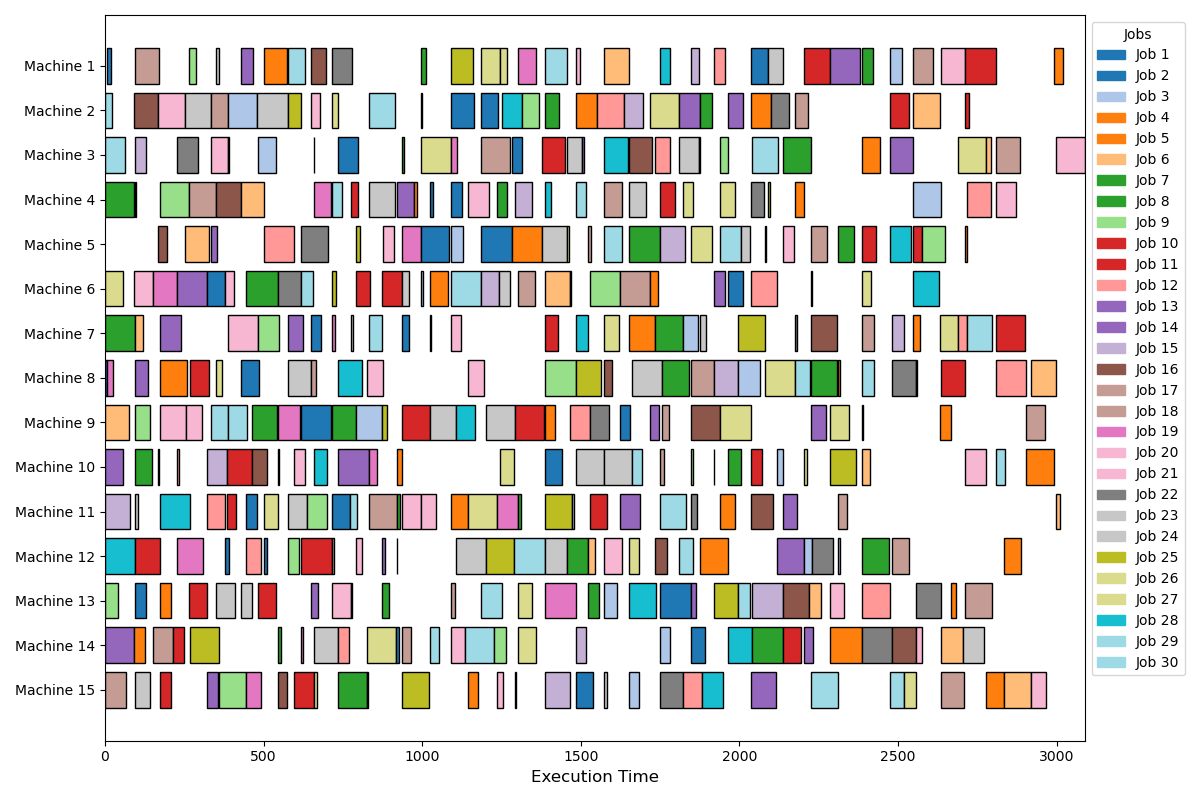 Machine 1
Machine 2
Machine 3
Machine 4
Machine 5
Machine 6
Machine 7
Machine 8
Machine 9
Machine 10
Machine 11
Machine 12
Machine 13
Machine 14
Machine 15
0 500 1000 1500 2000 2500 3000
Execution Time
Jobs
Job 1
Job 2
Job 3
Job 4
Job 5
Job 6
Job 7
Job 8
Job 9
Job 10
Job 11
Job 12
Job 13
Job 14
Job 15
Job 16
Job 17
Job 18
Job 19
Job 20
Job 21
Job 22
Job 23
Job 24
Job 25
Job 26
Job 27
Job 28
Job 29
Job 30